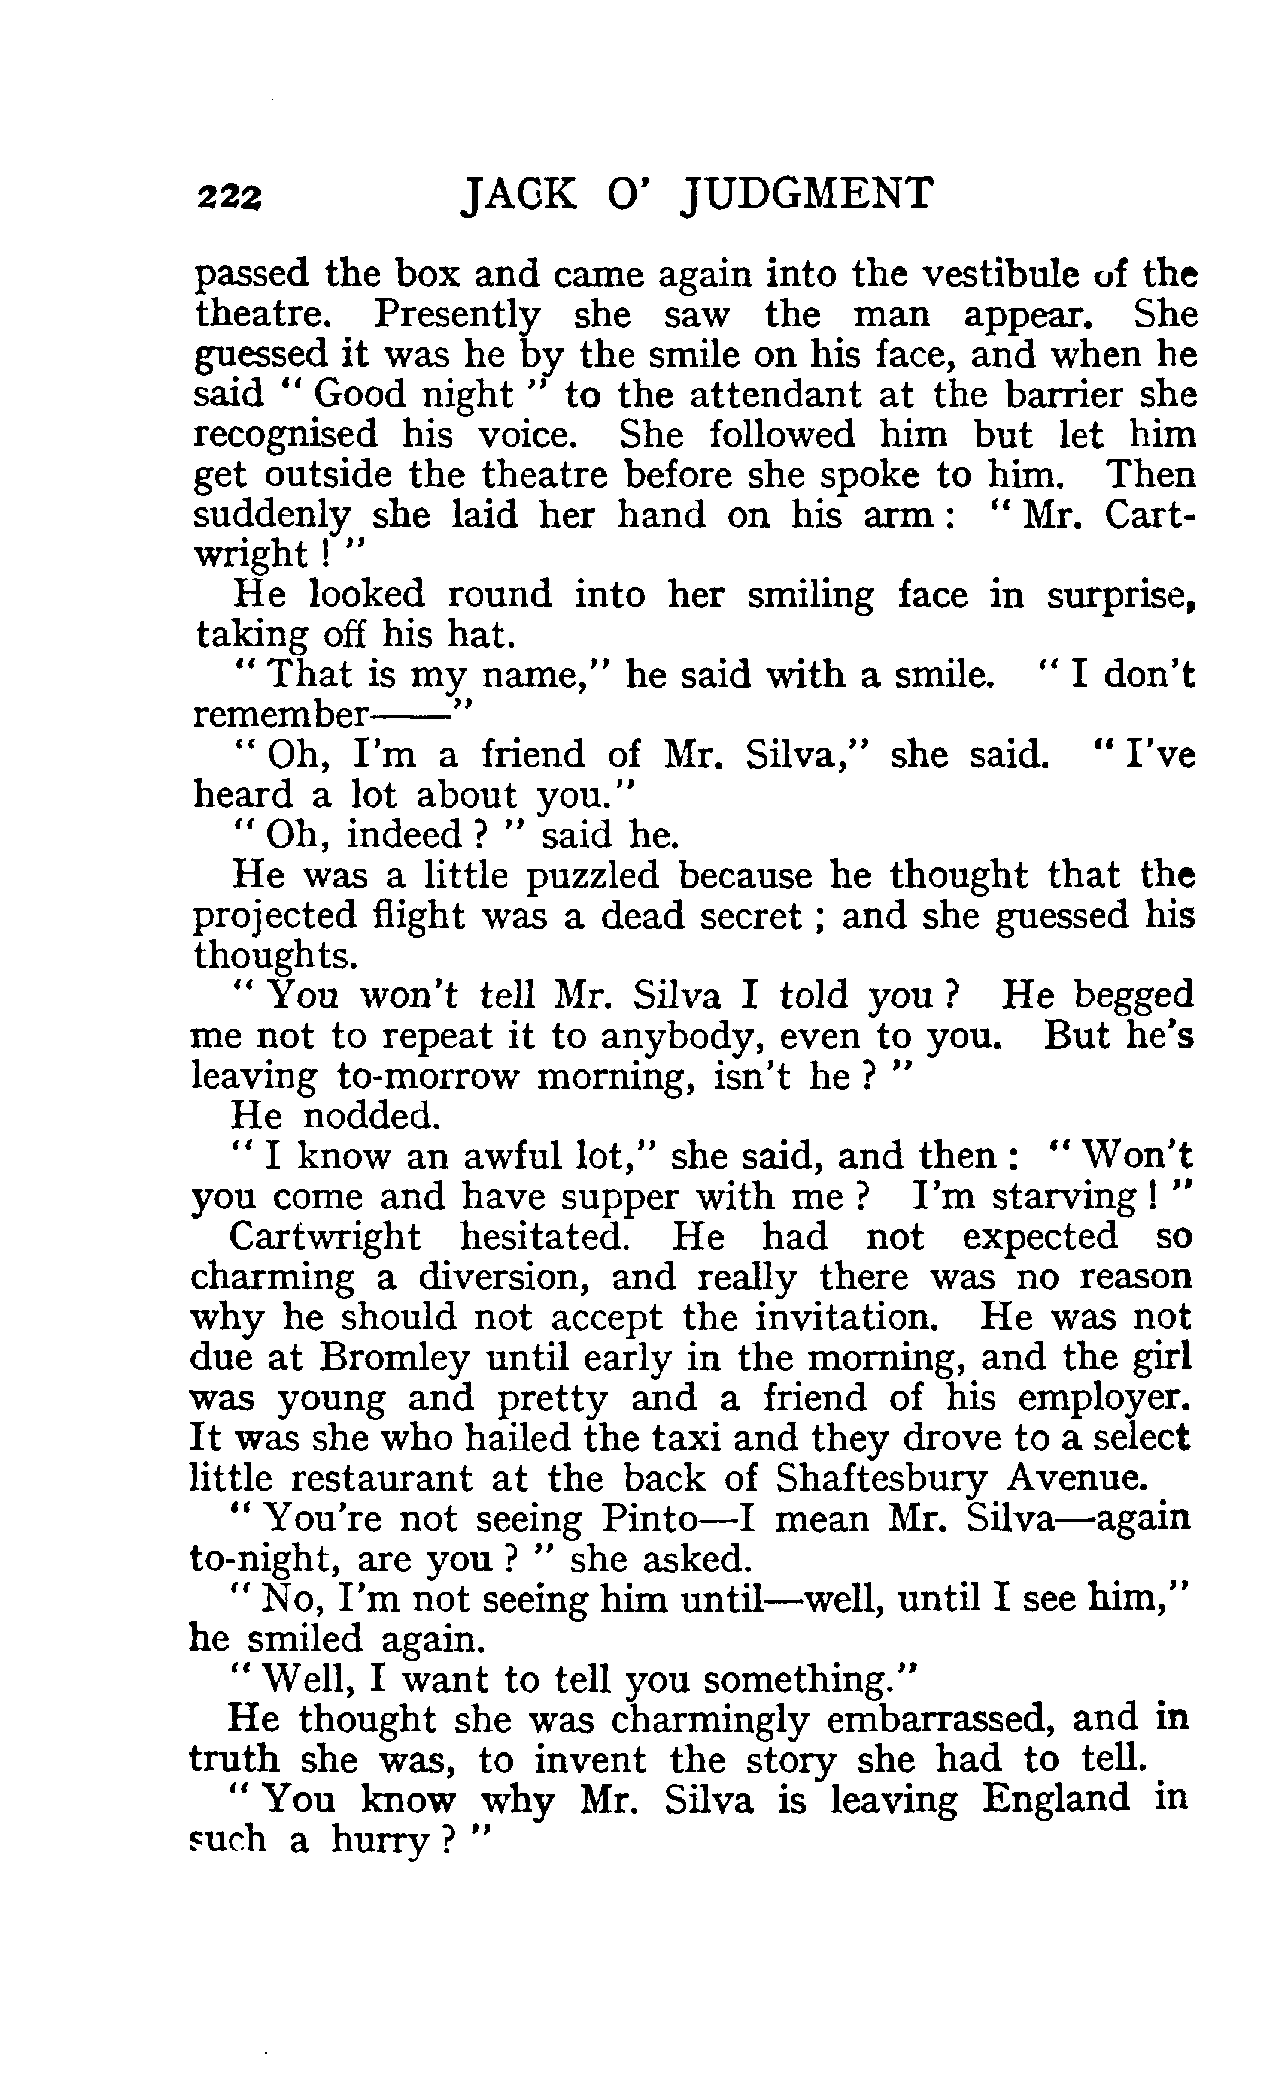 222 JACK O' JUDGMENT
passed the box and came again into the vestibule of the
theatre. Presently she saw the man appear. She
guessed it was he by the smile on his face, and when he
said " Good night " to the attendant at the barrier she
recognised his voice. She followed him but let him
get outside the theatre before she spoke to him. Then
suddenly she laid her hand on his arm : " Mr. Cart-
wright ! "
He looked round into her smiling face in surprise,
taking off his hat.
" That is my name," he said with a smile. " I don't
remember——"
" Oh, I'm a friend of Mr. Silva," she said. " I've
heard a lot about you."
" Oh, indeed ? " said he.
He was a little puzzled because he thought that the
projected flight was a dead secret ; and she guessed his
thoughts.
" You won't tell Mr. Silva I told you ? He begged
me not to repeat it to anybody, even to you. But he's
leaving to-morrow morning, isn't he ? "
He nodded.
" I know an awful lot," she said, and then : " Won't
you come and have supper with me ? I'm starving ! "
Cartwright hesitated. He had not expected so
charming a diversion, and really there was no reason
why he should not accept the invitation. He was not
due at Bromley until early in the morning, and the girl
was young and pretty and a friend of his employer.
It was she who hailed the taxi and they drove to a select
little restaurant at the back of Shaftesbury Avenue.
" You're not seeing Pinto—I mean Mr. Silva—again
to-night, are you ? " she asked.
" No, I'm not seeing him until—well, until I see him,"
he smiled again.
" Well, I want to tell you something."
He thought she was charmingly embarrassed, and in
truth she was, to invent the story she had to tell.
" You know why Mr. Silva is leaving England in
such a hurry ? "